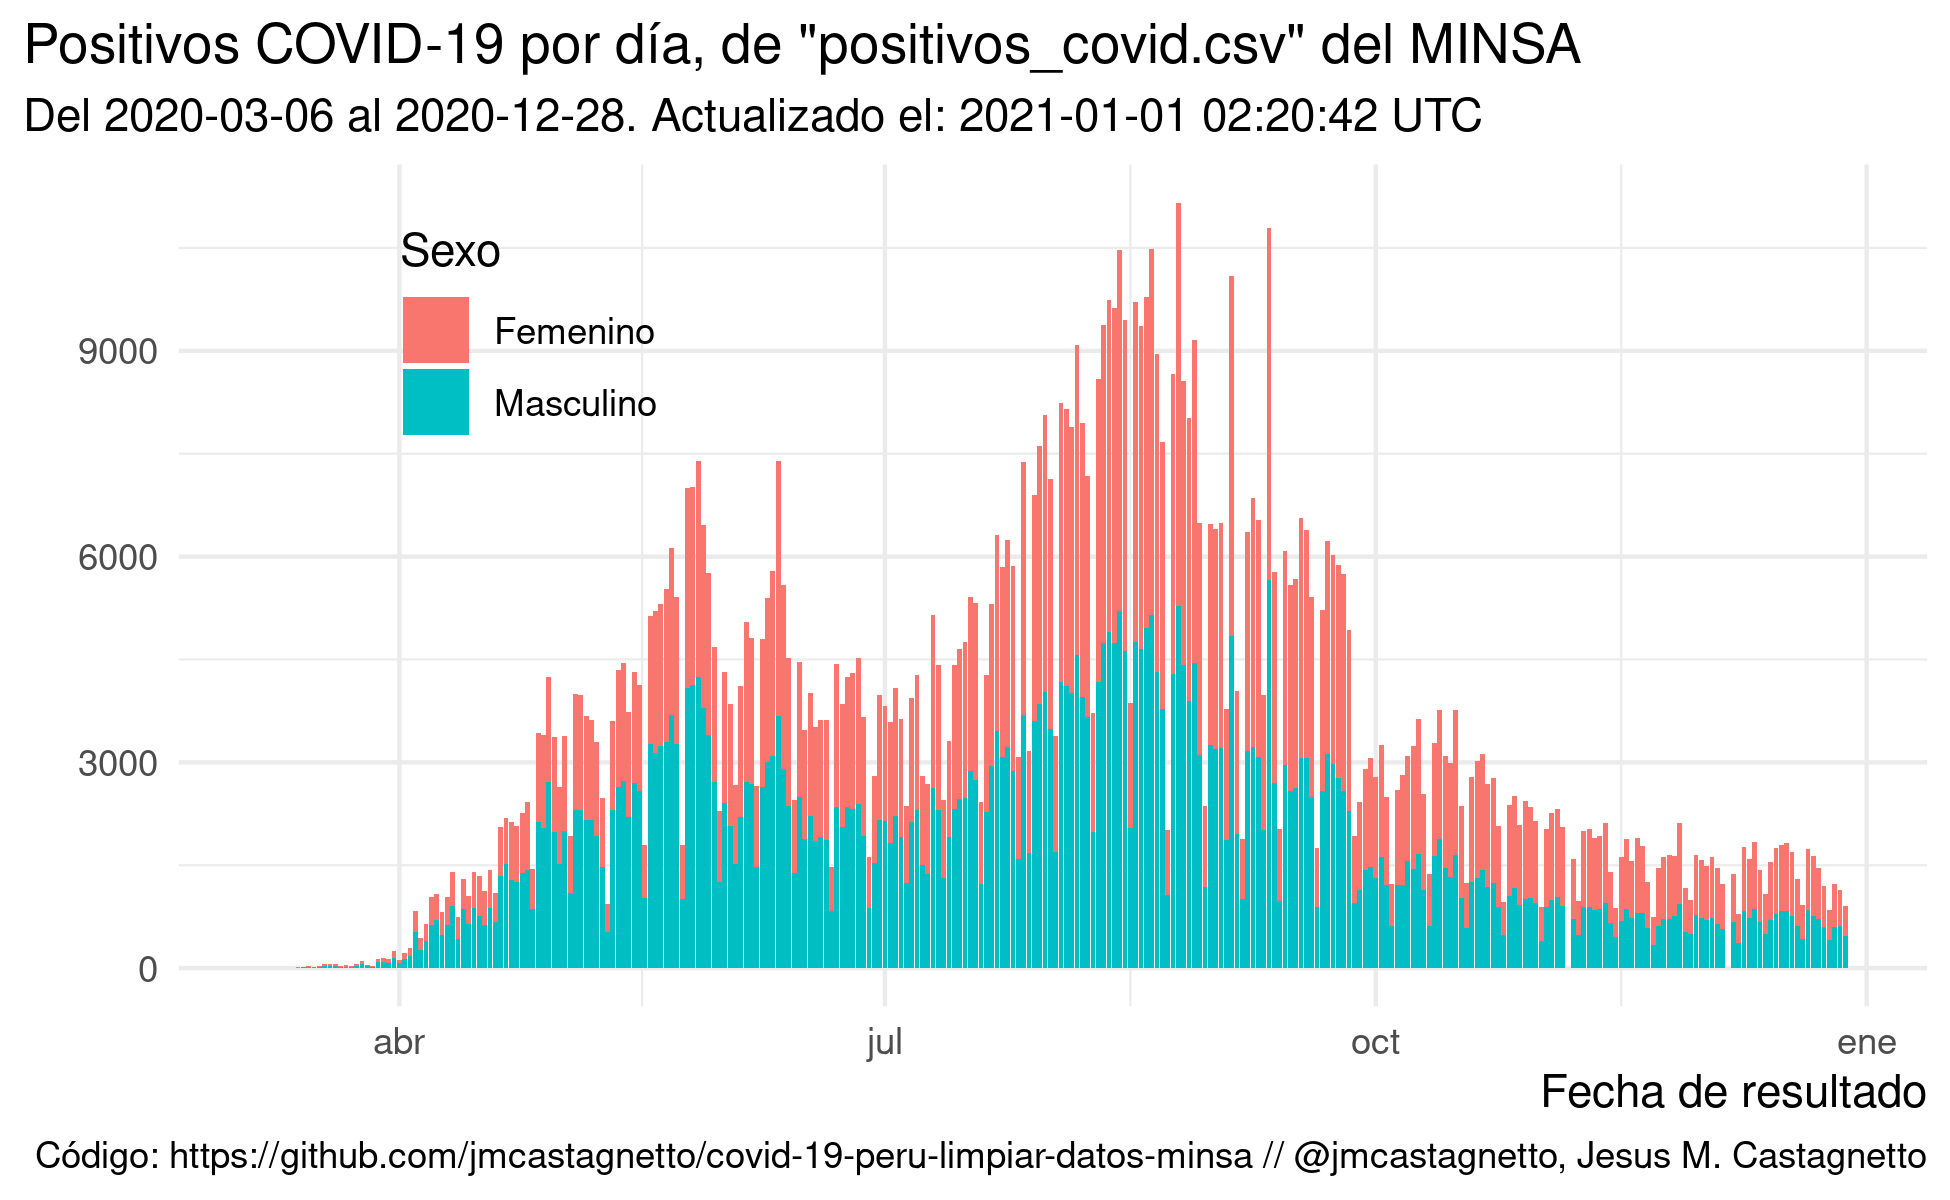 Positivos COVID-19 por día, de "positivos_covid.csv" del MINSA
Del 2020-03-06 al 2020-12-28. Actualizado el: 2021-01-01 02:20:42 UTC
Sexo
Femenino
Masculino
9000
6000
3000
0
abr jul oct ene
Fecha de resultado
Código: https://github.com/jmcastagnetto/covid-19-peru-limpiar-datos-minsa // @jmcastagnetto, Jesus M. Castagnetto